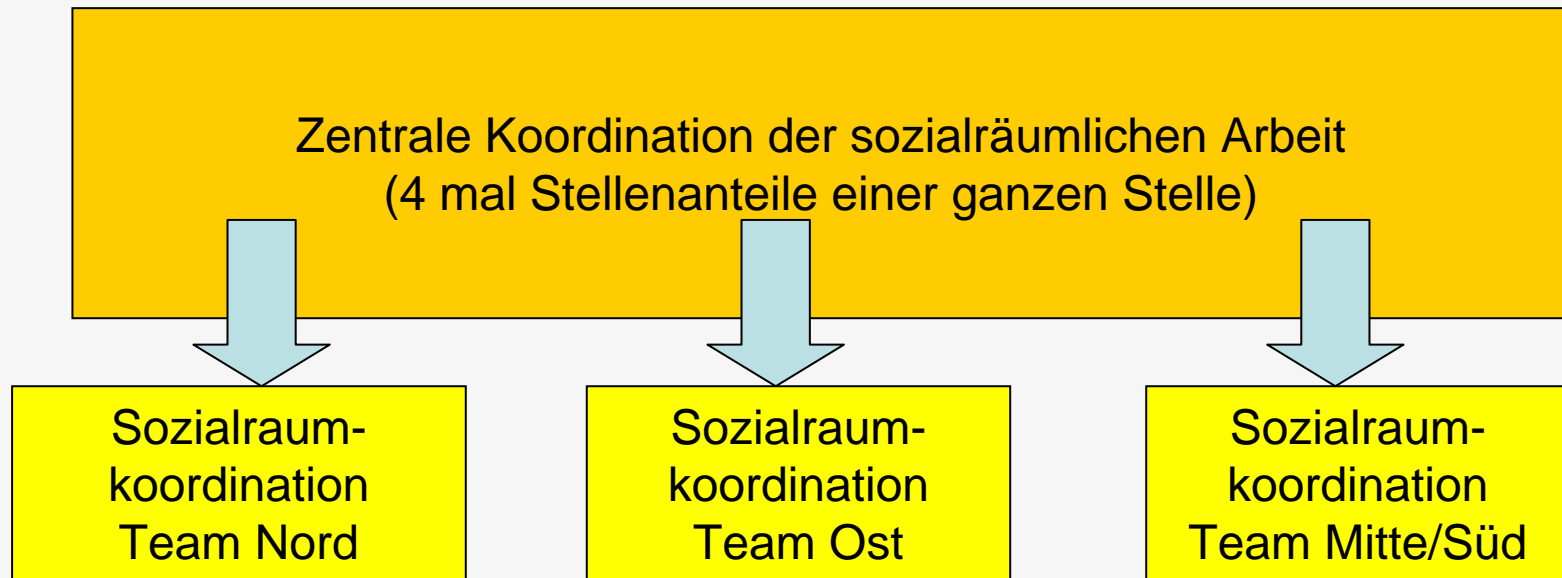 Zentrale Koordination der sozialräumlichen Arbeit
(4 mal Stellenanteile einer ganzen Stelle)
Sozialraum-
koordination
Team Nord
Sozialraum-
koordination
Team Ost
Sozialraum-
koordination
Team Mitte/Süd